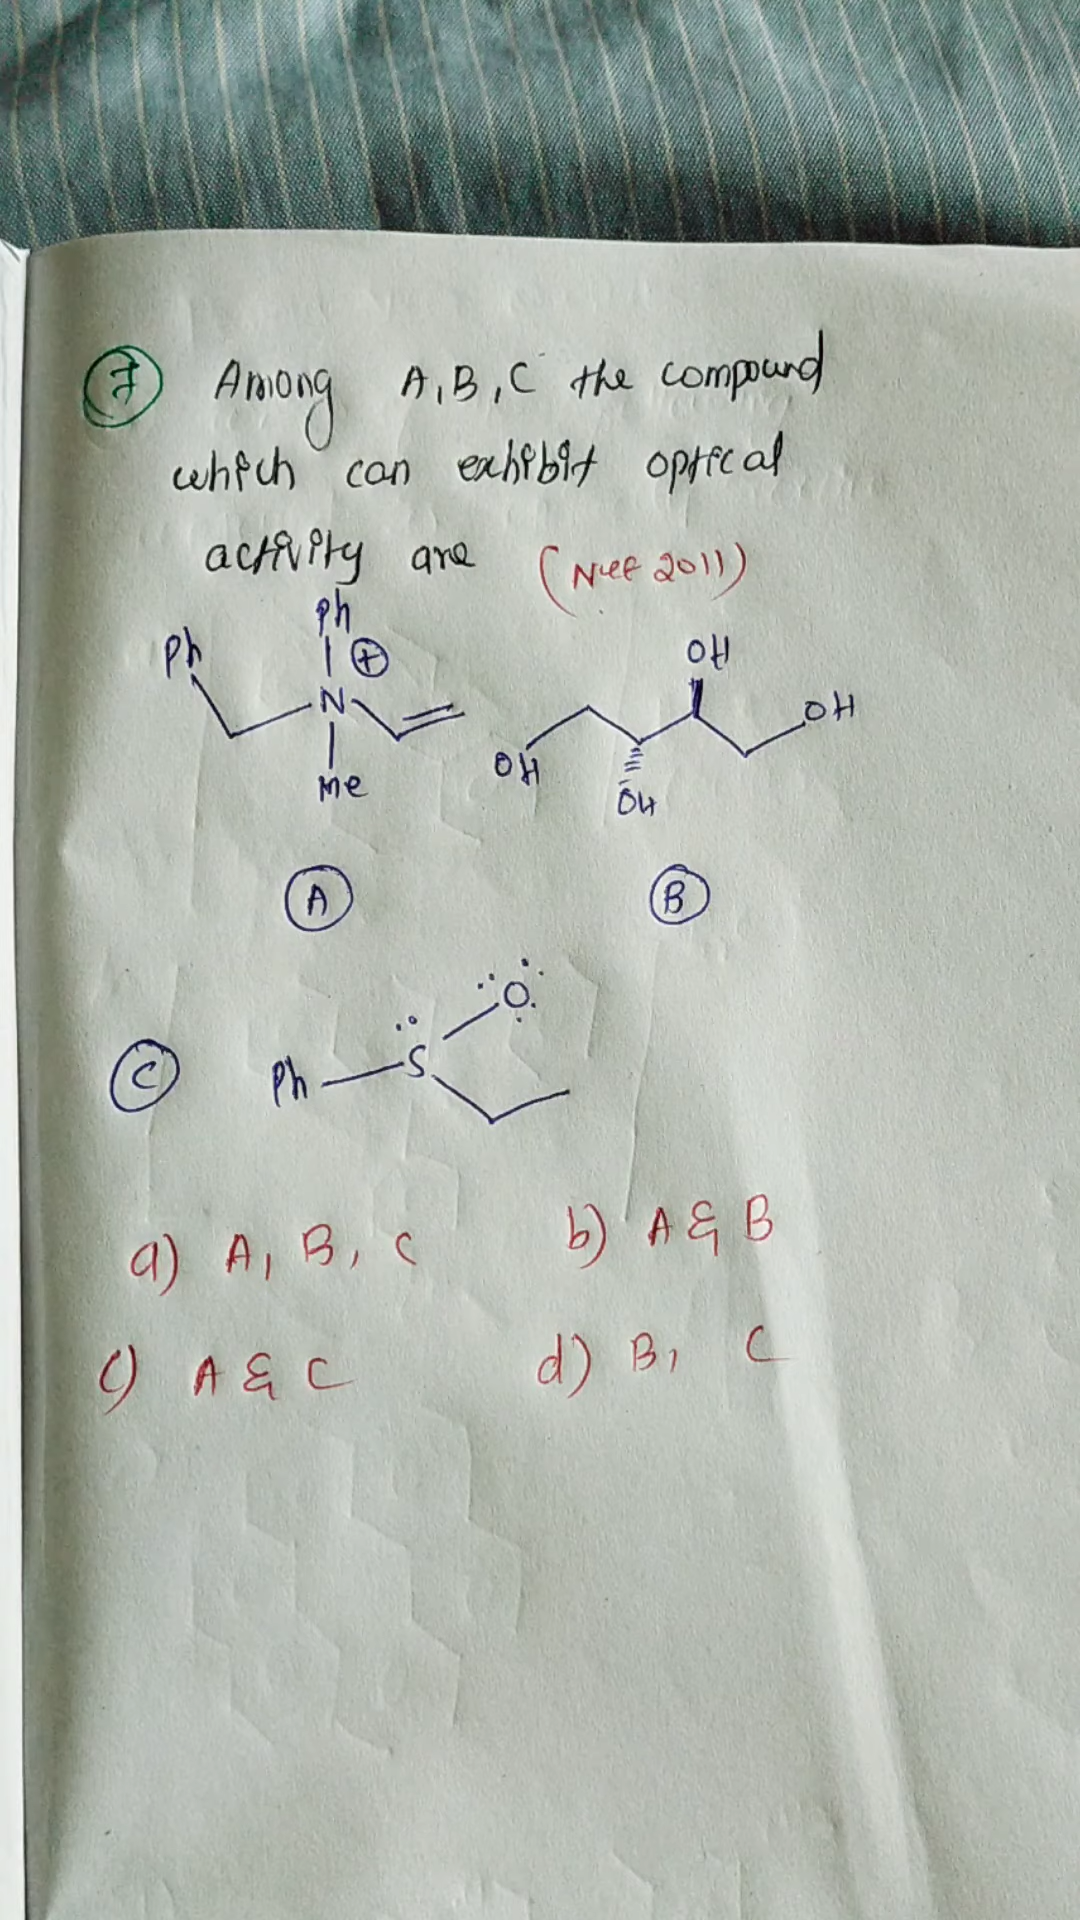 7 Among A, B, C the compound
which can exhibit optical
activity are (Neet 2011)
Ph
Ph ⊕
N
Me
OH
OH
OH
OH
A B
O
S
C Ph
a) A, B, C b) A & B
c) A & C d) B, C